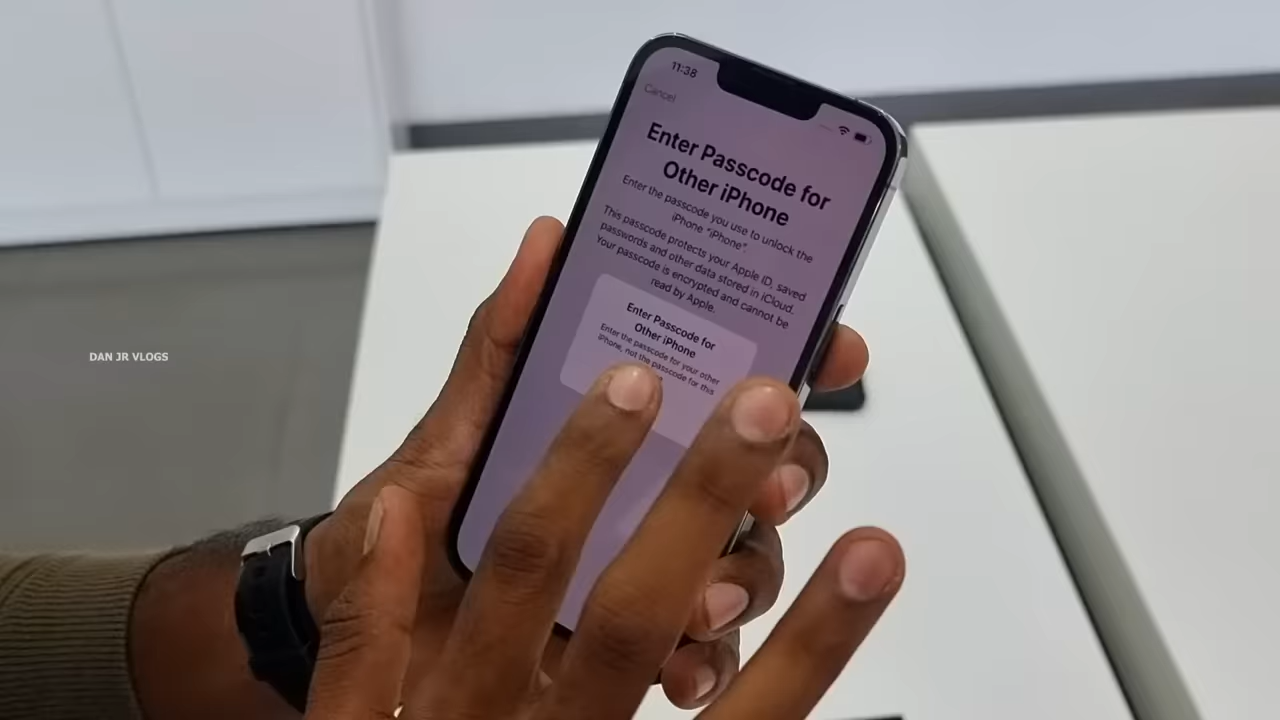 11:38
Cancel
Enter Passcode for
Other iPhone
Enter the passcode you use to unlock the
iPhone "iPhone".
This passcode protects your Apple ID, saved
passwords and other data stored in iCloud.
Your passcode is encrypted and cannot be
read by Apple.
Enter Passcode for
Other iPhone
Enter the passcode for your other
iPhone, not the passcode for this
DAN JR VLOGS